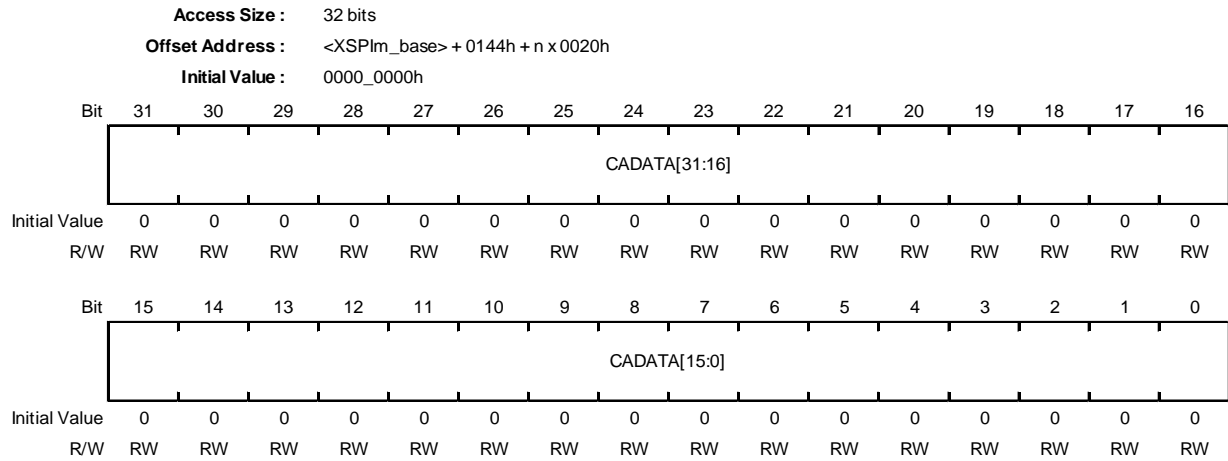 Access Size : 32 bits
Offset Address : <XSPIm_base> + 0144h + n x 0020h
Initial Value : 0000_0000h
Bit 31 30 29 28 27 26 25 24 23 22 21 20 19 18 17 16
CADATA[31:16]
Initial Value 0 0 0 0 0 0 0 0 0 0 0 0 0 0 0 0
R/W RW RW RW RW RW RW RW RW RW RW RW RW RW RW RW RW
Bit 15 14 13 12 11 10 9 8 7 6 5 4 3 2 1 0
CADATA[15:0]
Initial Value 0 0 0 0 0 0 0 0 0 0 0 0 0 0 0 0
R/W RW RW RW RW RW RW RW RW RW RW RW RW RW RW RW RW